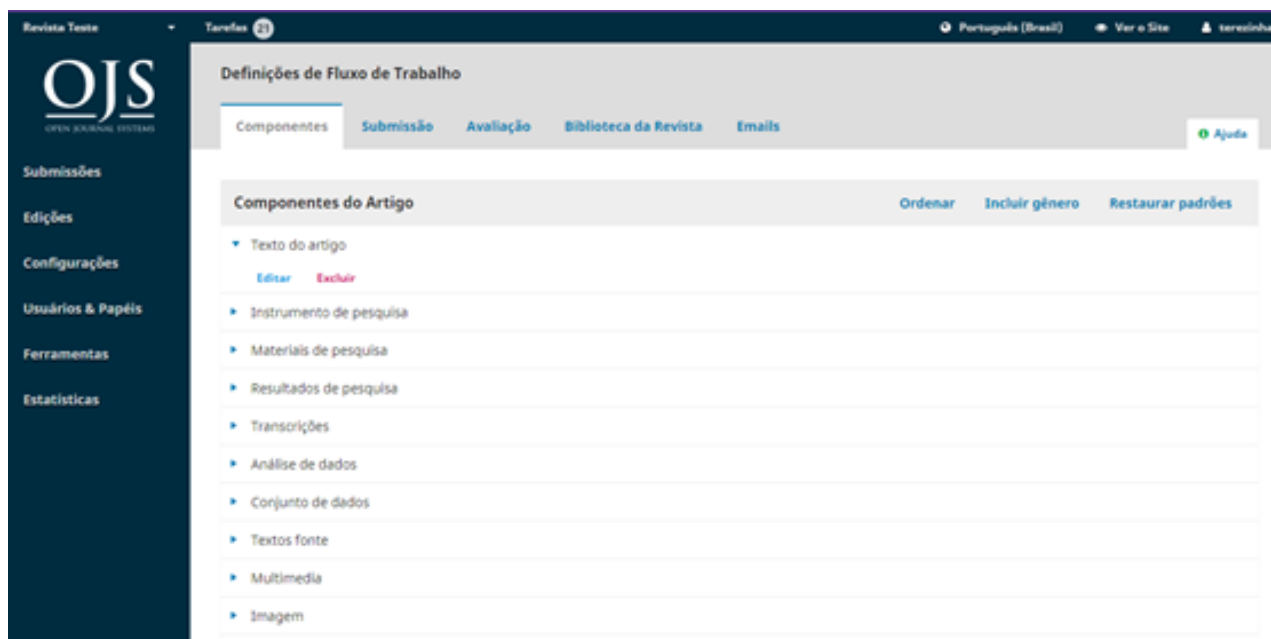 Revista Teste Tarefas 21 Português (Brasil) Ver o Site terezinha
OJS
OPEN JOURNAL SYSTEMS
Submissões
Edições
Configurações
Usuários & Papéis
Ferramentas
Estatísticas
Definições de Fluxo de Trabalho
Componentes Submissão Avaliação Biblioteca da Revista Emails
Ajuda
Componentes do Artigo Ordenar Incluir gênero Restaurar padrões
Texto do artigo
Editar Excluir
Instrumento de pesquisa
Materiais de pesquisa
Resultados de pesquisa
Transcrições
Análise de dados
Conjunto de dados
Textos fonte
Multimedia
Imagem